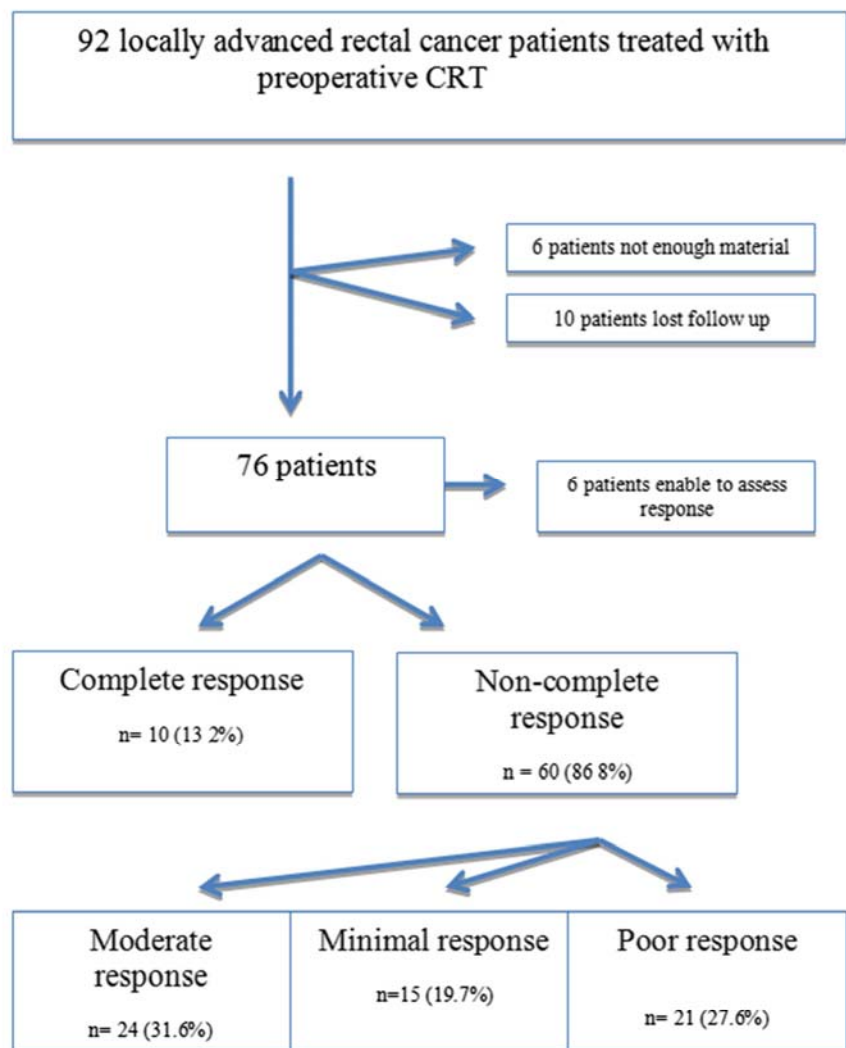 92 locally advanced rectal cancer patients treated with
preoperative CRT
6 patients not enough material
10 patients lost follow up
76 patients
6 patients enable to assess
response
Complete response
n= 10 (13 2%)
Non-complete
response
n = 60 (86 8%)
Moderate
response
n= 24 (31.6%)
Minimal response
n=15 (19.7%)
Poor response
n= 21 (27.6%)